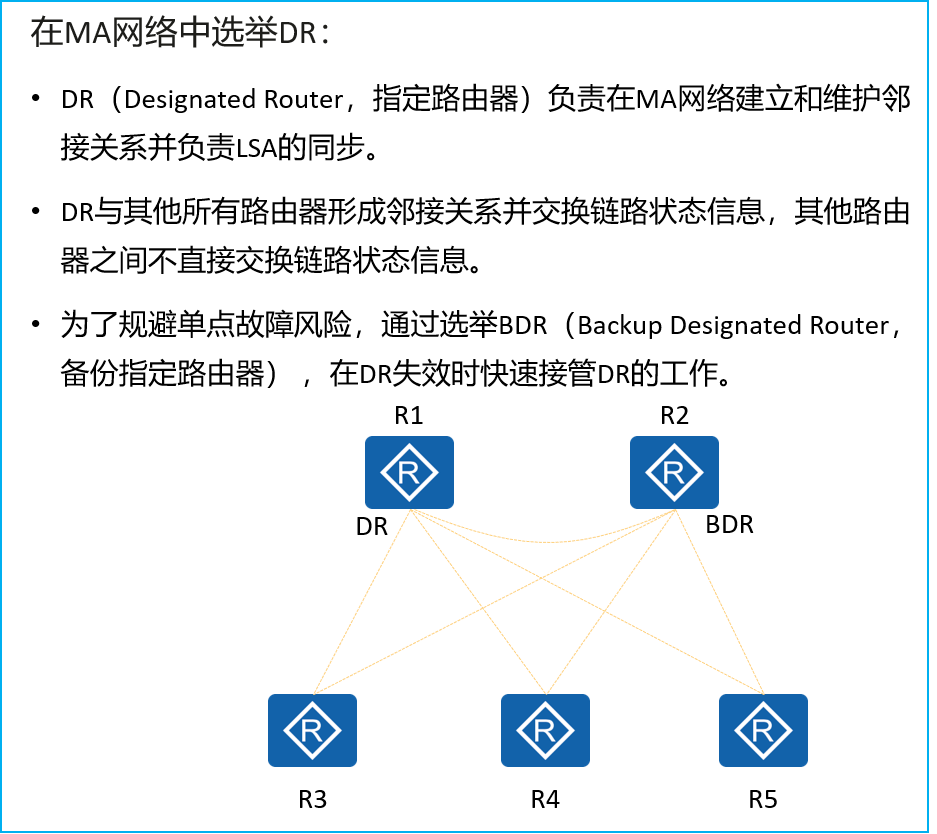 在MA网络中选举DR：
• DR（Designated Router，指定路由器）负责在MA网络建立和维护邻
接关系并负责LSA的同步。
• DR与其他所有路由器形成邻接关系并交换链路状态信息，其他路由
器之间不直接交换链路状态信息。
• 为了规避单点故障风险，通过选举BDR（Backup Designated Router，
备份指定路由器），在DR失效时快速接管DR的工作。
R1 R2
R R
DR BDR
R R R
R3 R4 R5